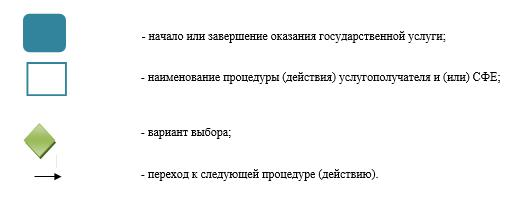 - начало или завершение оказания государственной услуги;
- наименование процедуры (действия) услугополучателя и (или) СФЕ;
- вариант выбора;
- переход к следующей процедуре (действию).